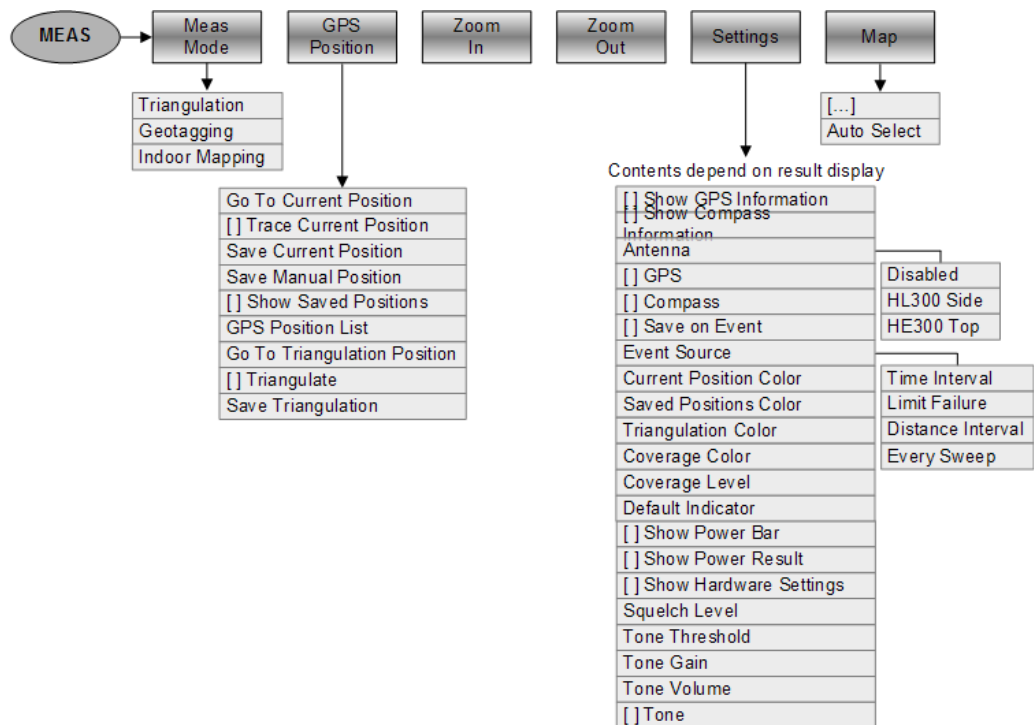 MEAS
Meas
Mode
GPS
Position
Zoom
In
Zoom
Out
Settings
Map
Triangulation
Geotagging
Indoor Mapping
[...]
Auto Select
Go To Current Position
[ ] Trace Current Position
Save Current Position
Save Manual Position
[ ] Show Saved Positions
GPS Position List
Go To Triangulation Position
[ ] Triangulate
Save Triangulation
Contents depend on result display
[ ] Show GPS Information
[ ] Show Compass
Information
Antenna
[ ] GPS
[ ] Compass
[ ] Save on Event
Event Source
Current Position Color
Saved Positions Color
Triangulation Color
Coverage Color
Coverage Level
Default Indicator
[ ] Show Power Bar
[ ] Show Power Result
[ ] Show Hardware Settings
Squelch Level
Tone Threshold
Tone Gain
Tone Volume
[ ] Tone
Disabled
HL300 Side
HE300 Top
Time Interval
Limit Failure
Distance Interval
Every Sweep